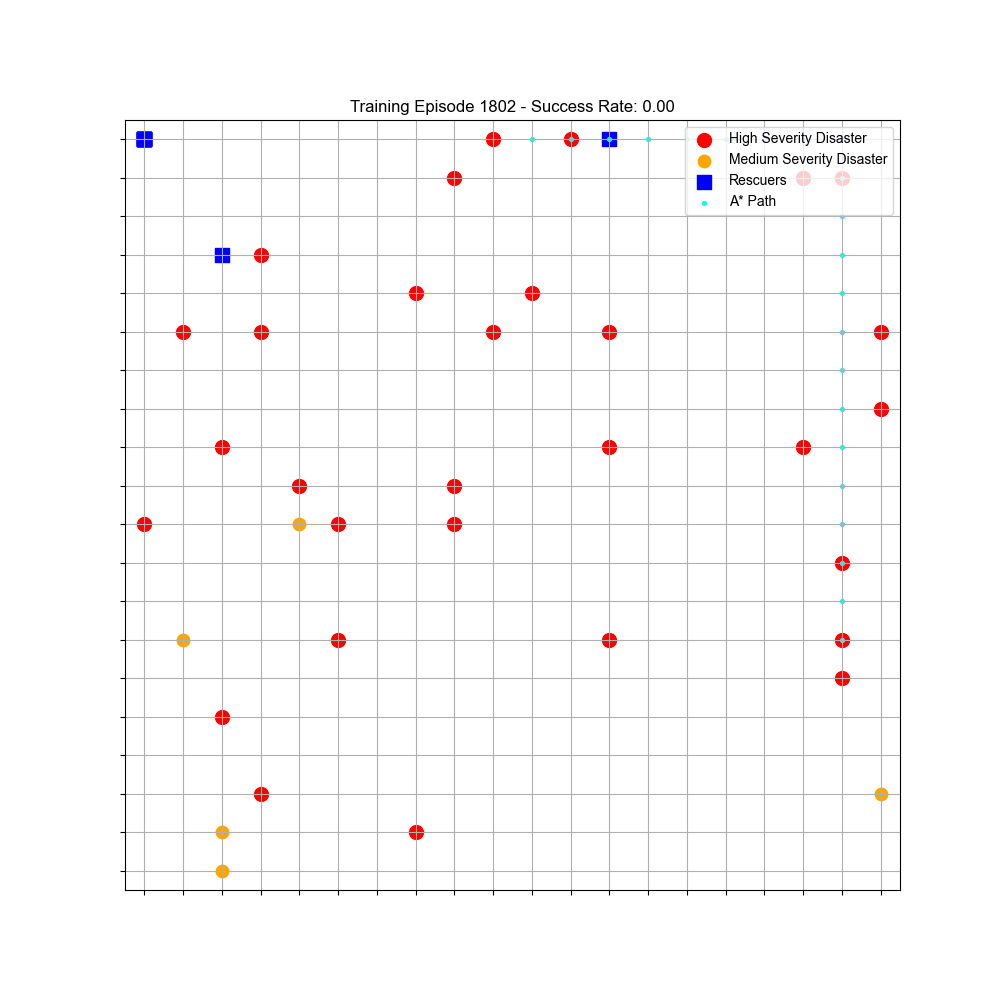 Training Episode 1802 - Success Rate: 0.00
High Severity Disaster
Medium Severity Disaster
Rescuers
A* Path